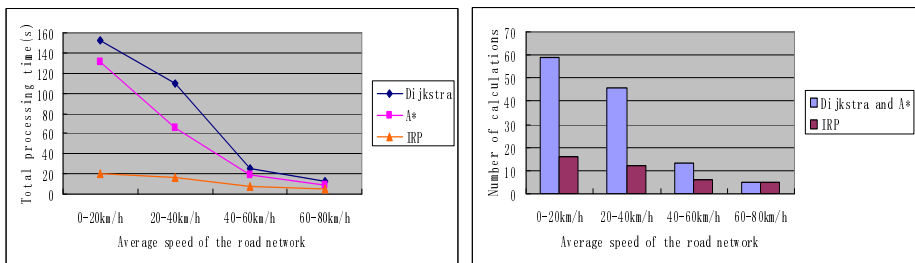 Total processing time(s)
160
140
120
100
80
60
40
20
0
0-20km/h 20-40km/h 40-60km/h 60-80km/h
Average speed of the road network
Dijkstra
A*
IRP
Number of calculations
70
60
50
40
30
20
10
0
0-20km/h 20-40km/h 40-60km/h 60-80km/h
Average speed of the road network
Dijkstra and A*
IRP